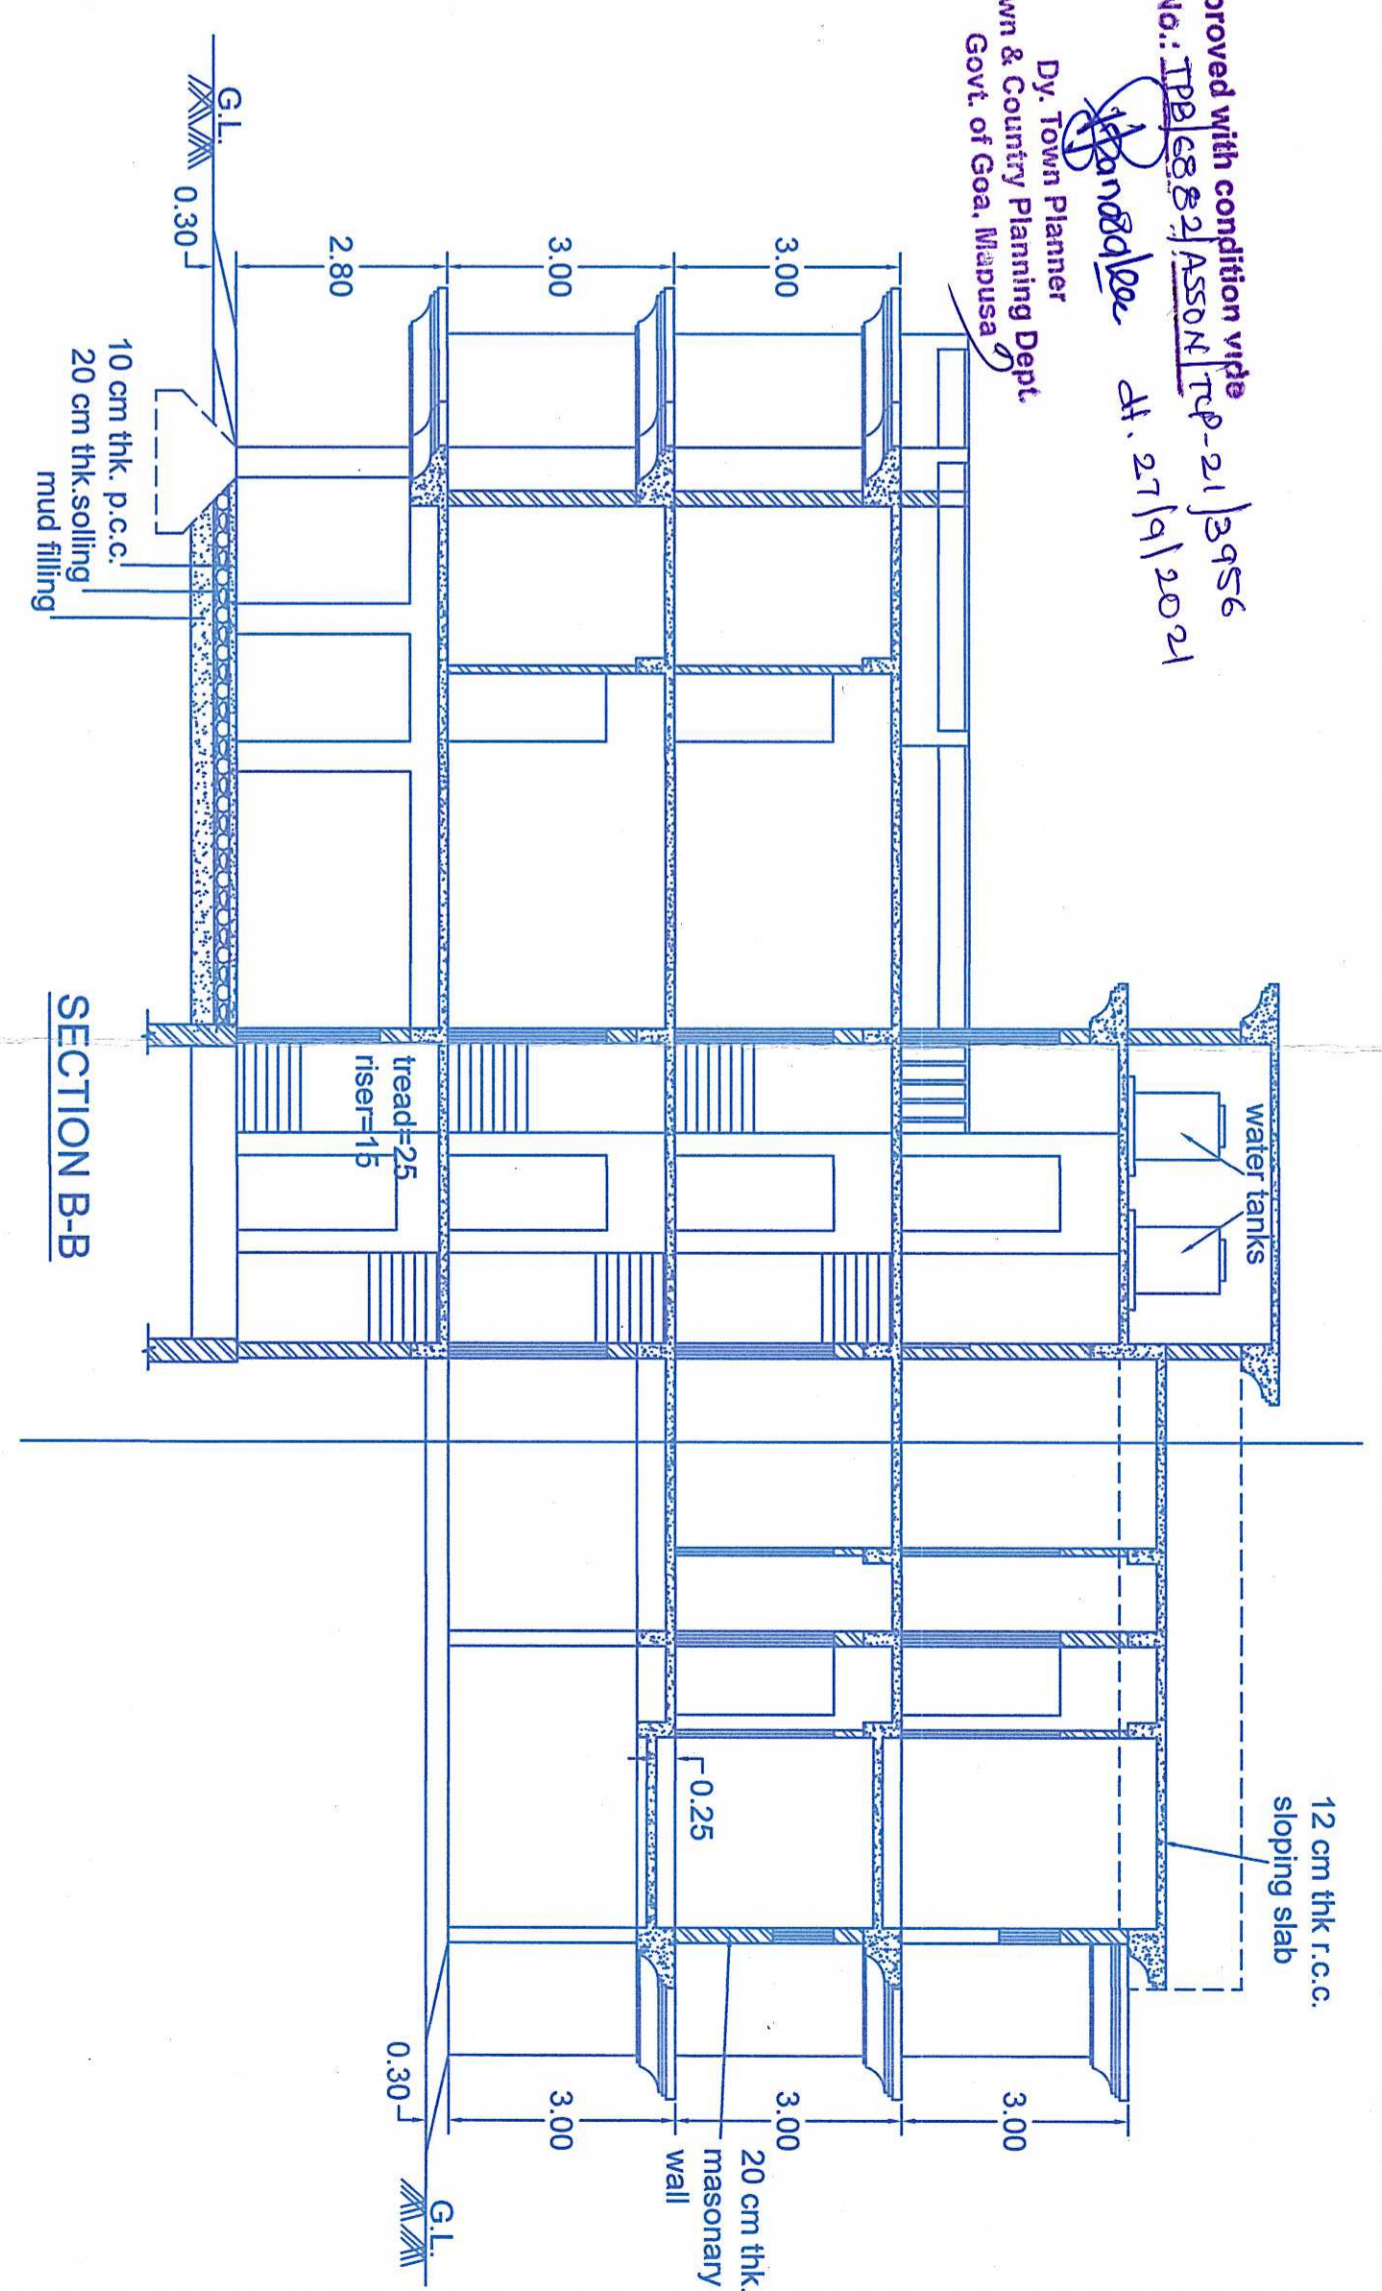 proved with condition vide
No.: TPB/6882/ASSON/TCP-21/3956
dt. 27/9/2021
Dy. Town Planner
wn & Country Planning Dept.
Govt. of Goa, Mapusa
water tanks
12 cm thk r.c.c.
sloping slab
3.00
3.00
2.80
0.30
G.L.
10 cm thk. p.c.c.
20 cm thk.solling
mud filling
tread=25
riser=15
0.25
3.00
3.00
3.00
0.30
G.L.
20 cm thk.
masonary
wall
SECTION B-B